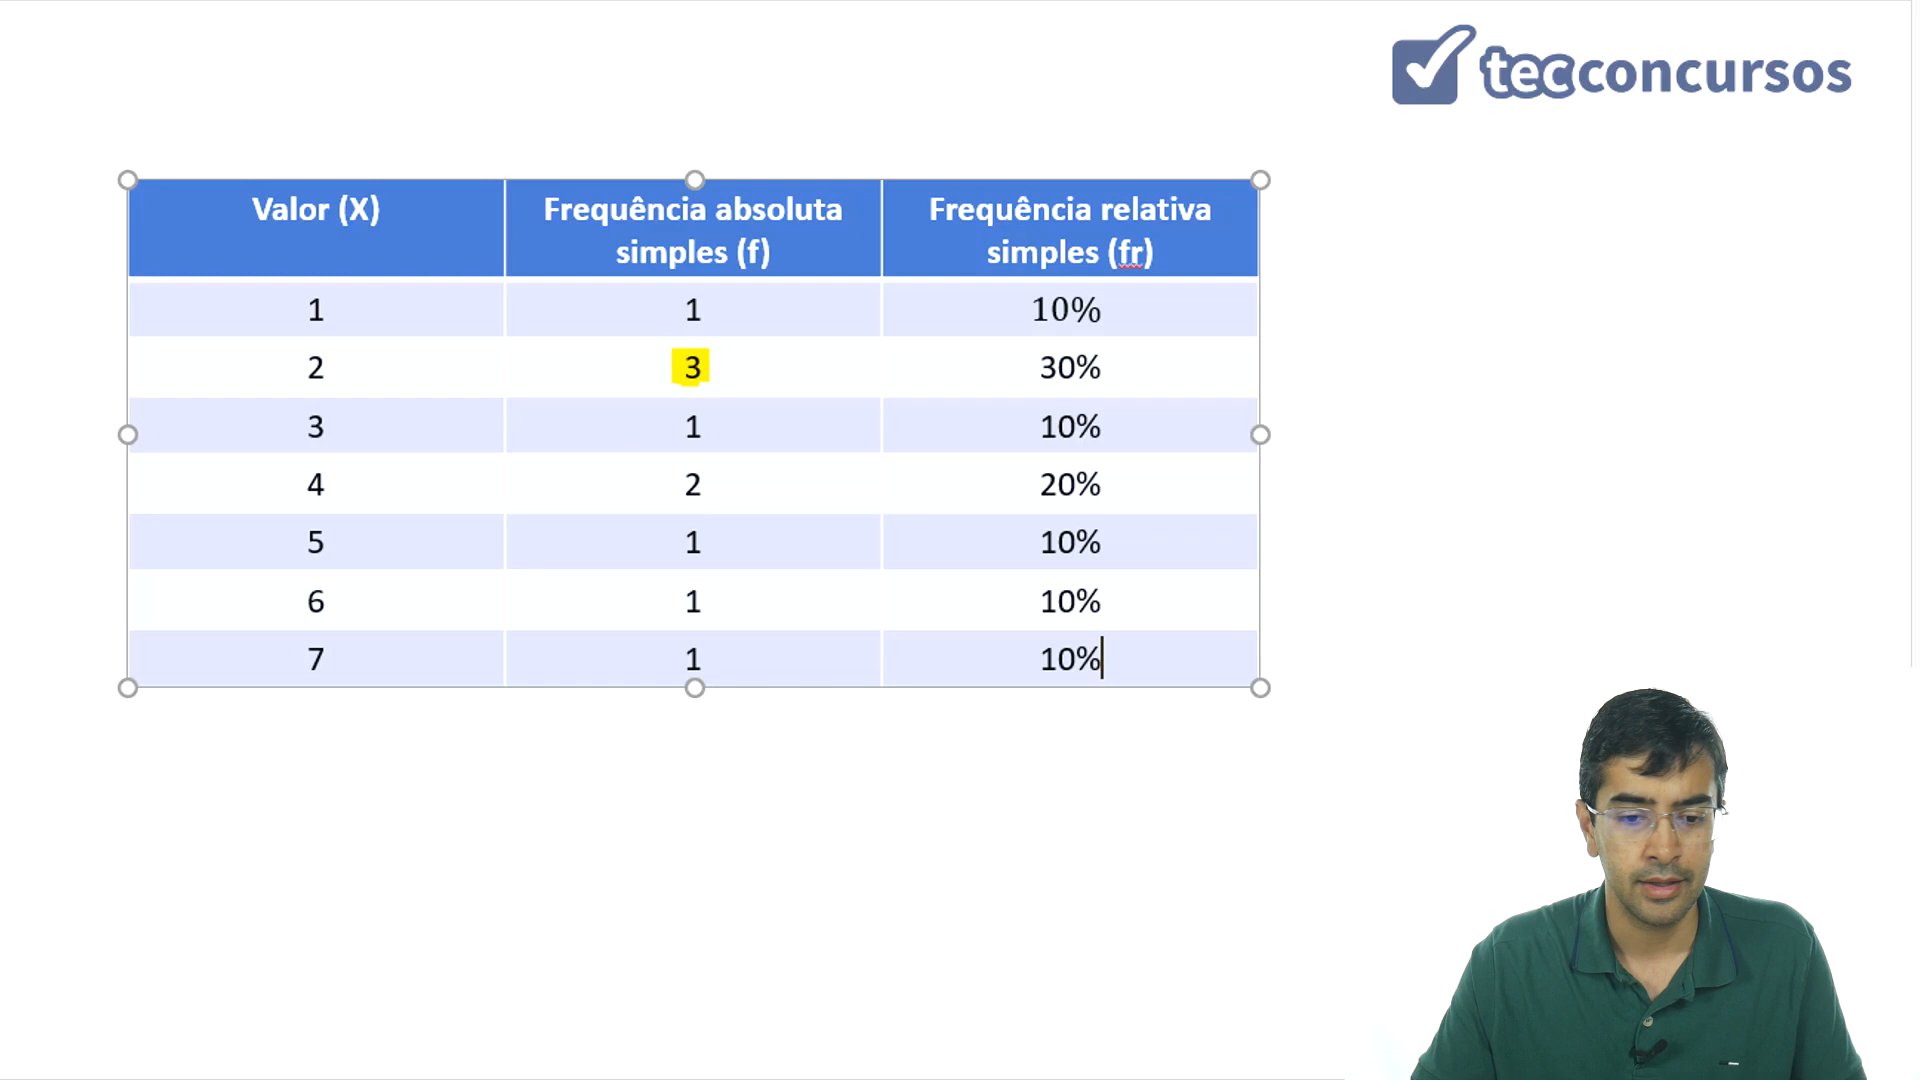 tecconcursos
Valor (X) Frequência absoluta simples (f) Frequência relativa simples (fr)
1 1 10%
2 3 30%
3 1 10%
4 2 20%
5 1 10%
6 1 10%
7 1 10%